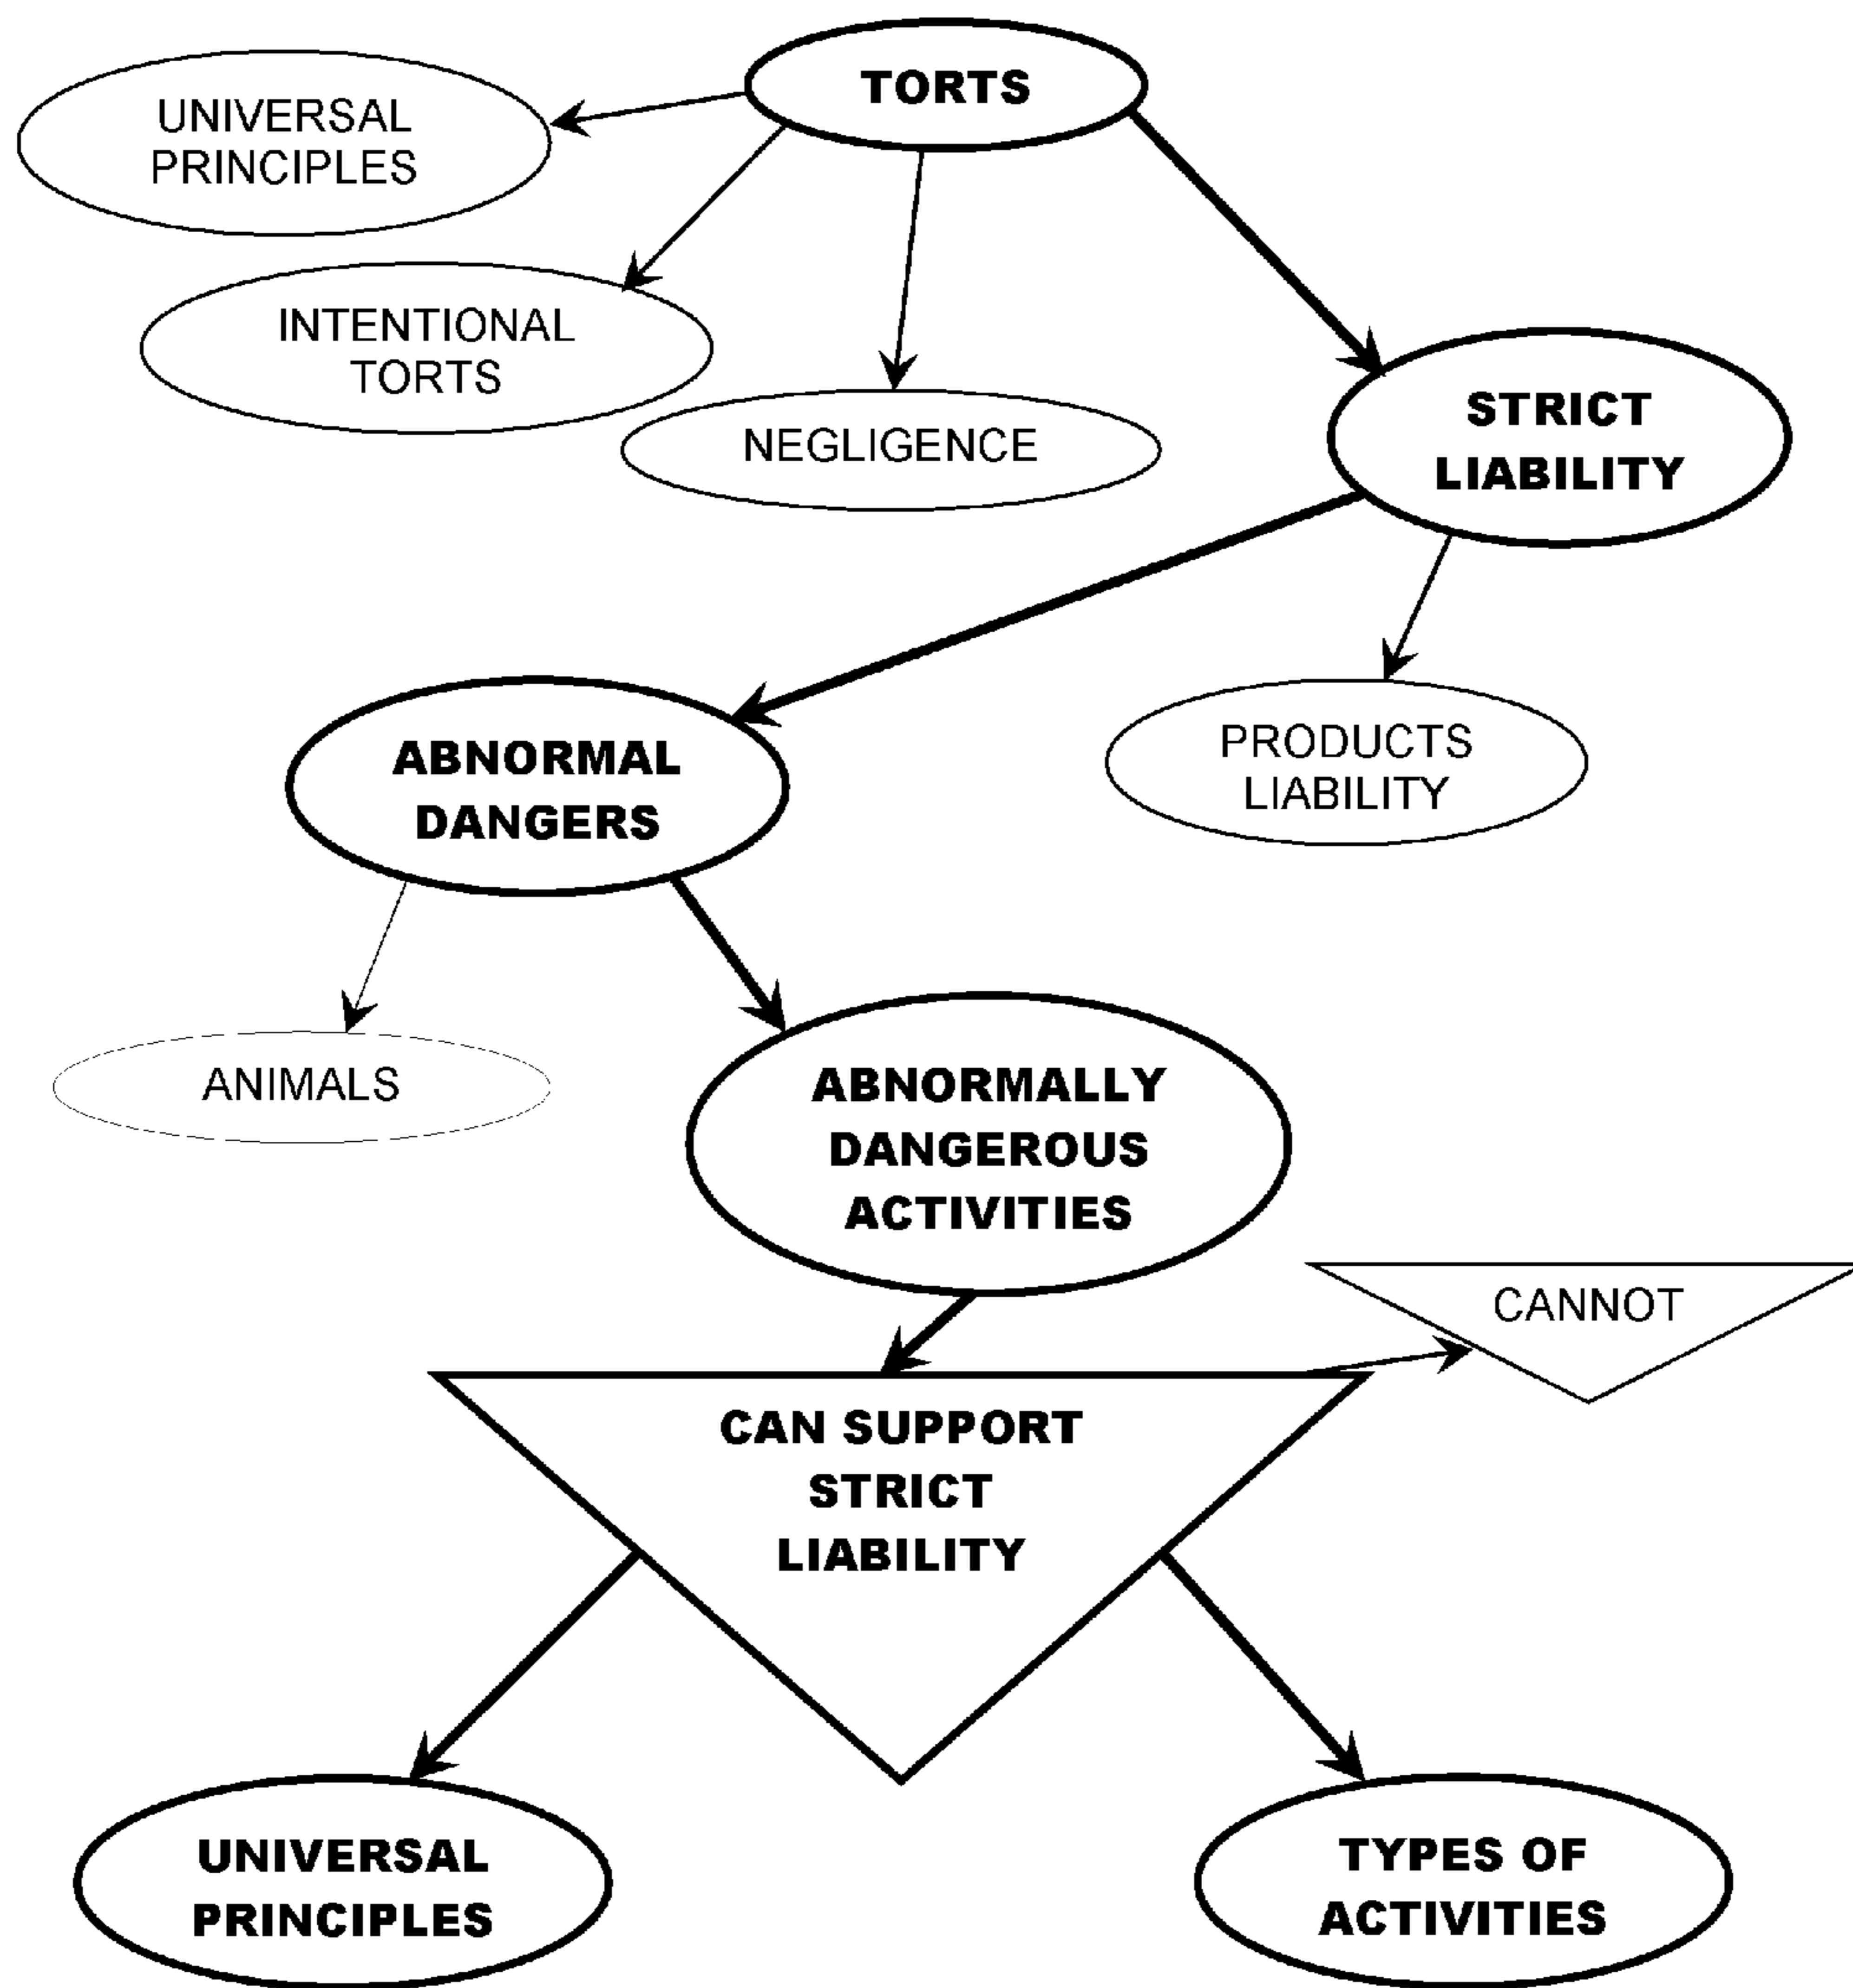 TORTS
UNIVERSAL
PRINCIPLES
INTENTIONAL
TORTS
NEGLIGENCE
STRICT
LIABILITY
ABNORMAL
DANGERS
PRODUCTS
LIABILITY
ANIMALS
ABNORMALLY
DANGEROUS
ACTIVITIES
CANNOT
CAN SUPPORT
STRICT
LIABILITY
UNIVERSAL
PRINCIPLES
TYPES OF
ACTIVITIES